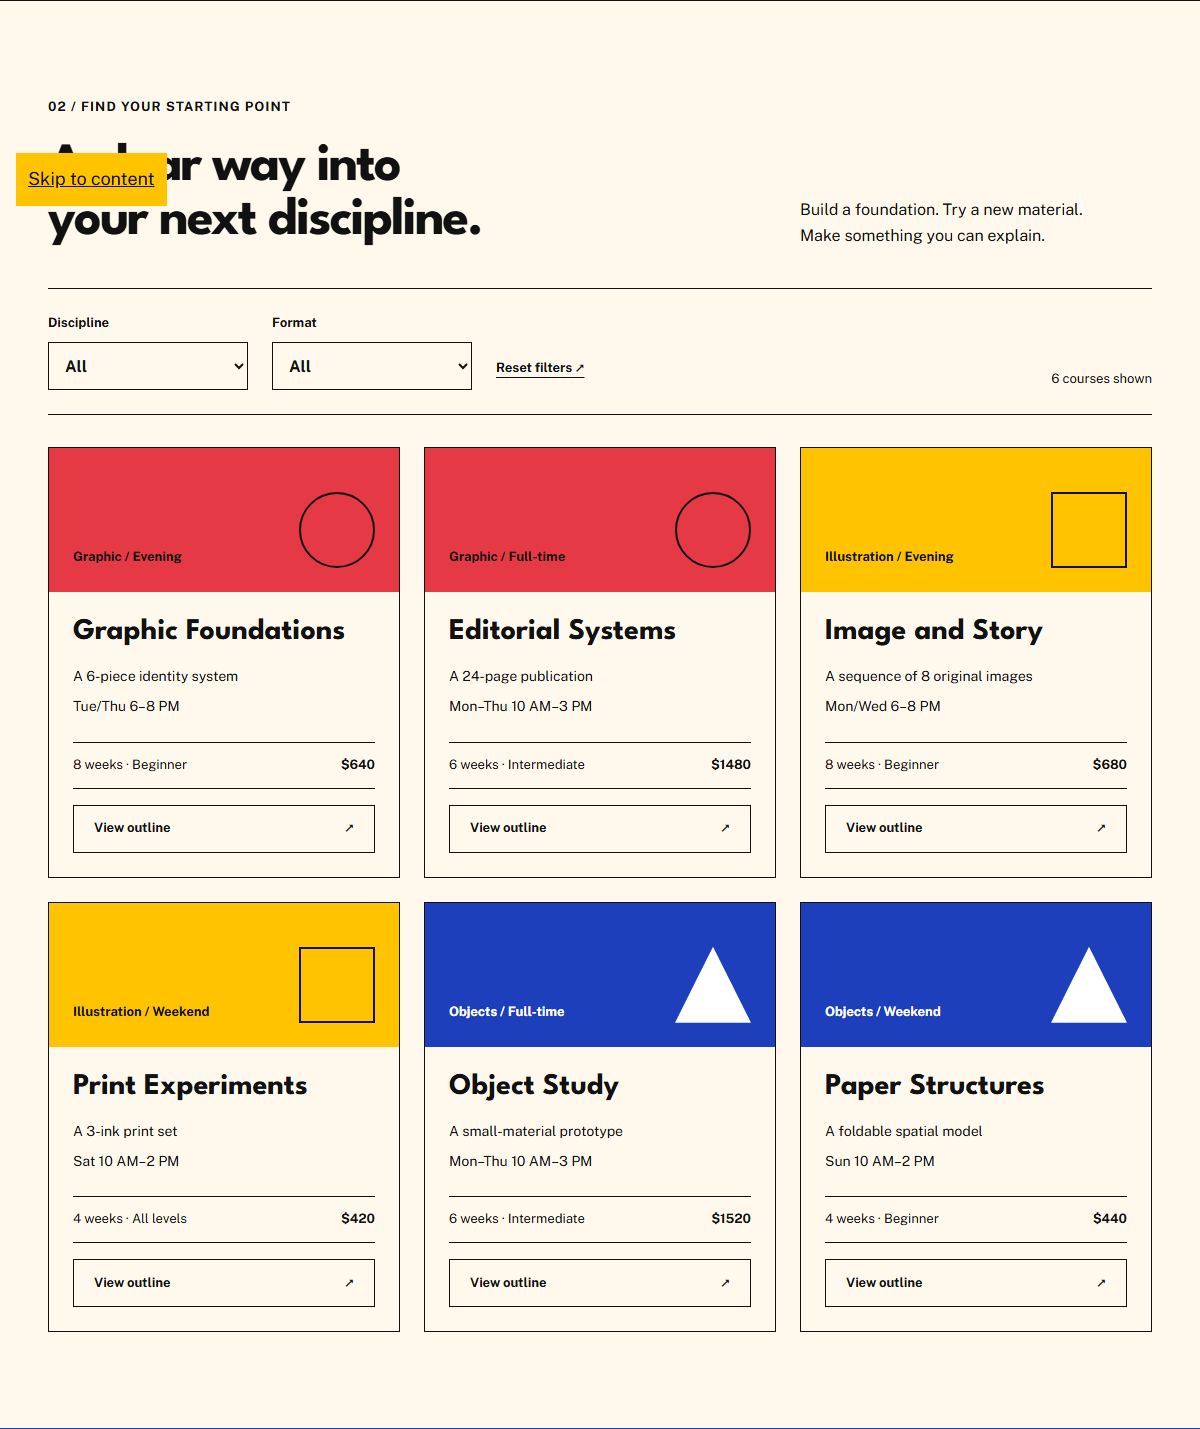 02 / FIND YOUR STARTING POINT
Skip to content
way into
your next discipline.
Build a foundation. Try a new material.
Make something you can explain.
Discipline
Format
All
All
Reset filters ↗
6 courses shown
Graphic / Evening
Graphic Foundations
A 6-piece identity system
Tue/Thu 6–8 PM
8 weeks · Beginner
$640
View outline ↗
Graphic / Full-time
Editorial Systems
A 24-page publication
Mon–Thu 10 AM–3 PM
6 weeks · Intermediate
$1480
View outline ↗
Illustration / Evening
Image and Story
A sequence of 8 original images
Mon/Wed 6–8 PM
8 weeks · Beginner
$680
View outline ↗
Illustration / Weekend
Print Experiments
A 3-ink print set
Sat 10 AM–2 PM
4 weeks · All levels
$420
View outline ↗
Objects / Full-time
Object Study
A small-material prototype
Mon–Thu 10 AM–3 PM
6 weeks · Intermediate
$1520
View outline ↗
Objects / Weekend
Paper Structures
A foldable spatial model
Sun 10 AM–2 PM
4 weeks · Beginner
$440
View outline ↗